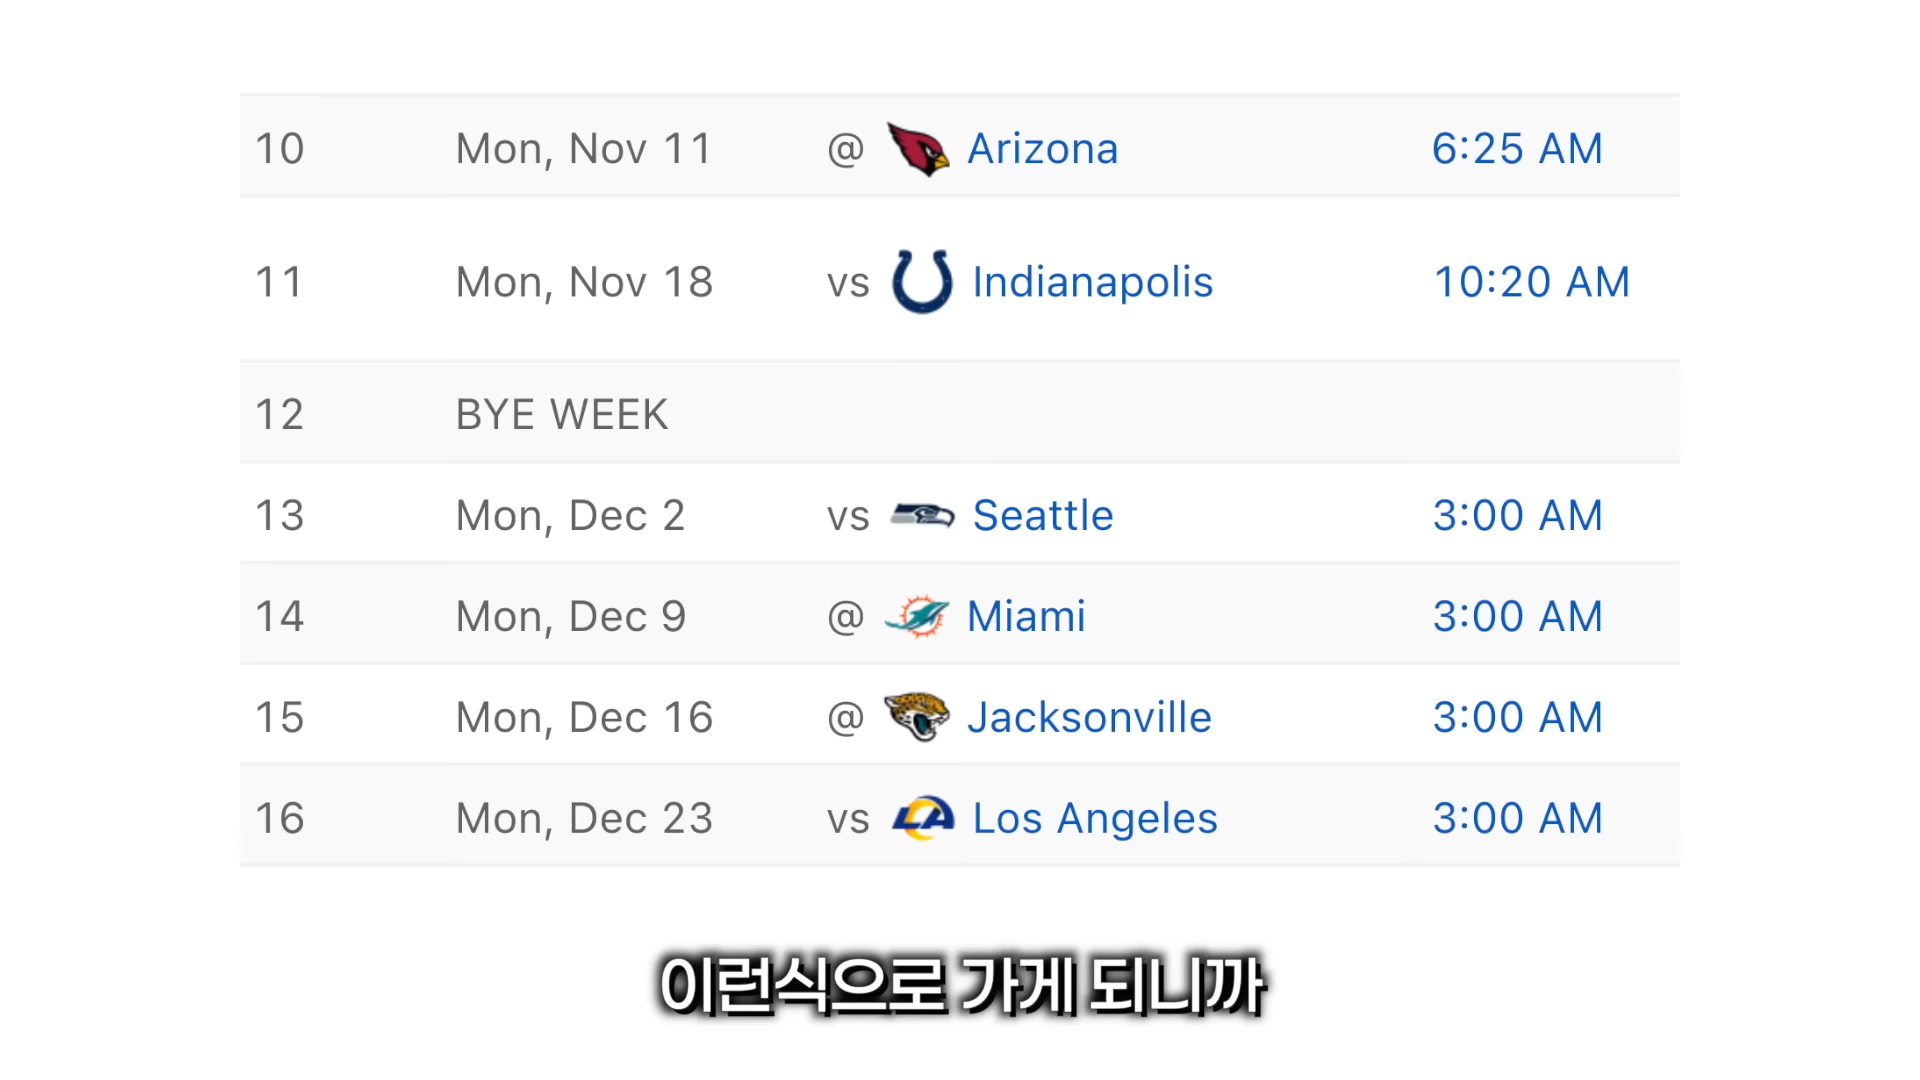 10 Mon, Nov 11 @ Arizona 6:25 AM
11 Mon, Nov 18 vs Indianapolis 10:20 AM
12 BYE WEEK
13 Mon, Dec 2 vs Seattle 3:00 AM
14 Mon, Dec 9 @ Miami 3:00 AM
15 Mon, Dec 16 @ Jacksonville 3:00 AM
16 Mon, Dec 23 vs LA Los Angeles 3:00 AM
이런식으로 가게 되니까